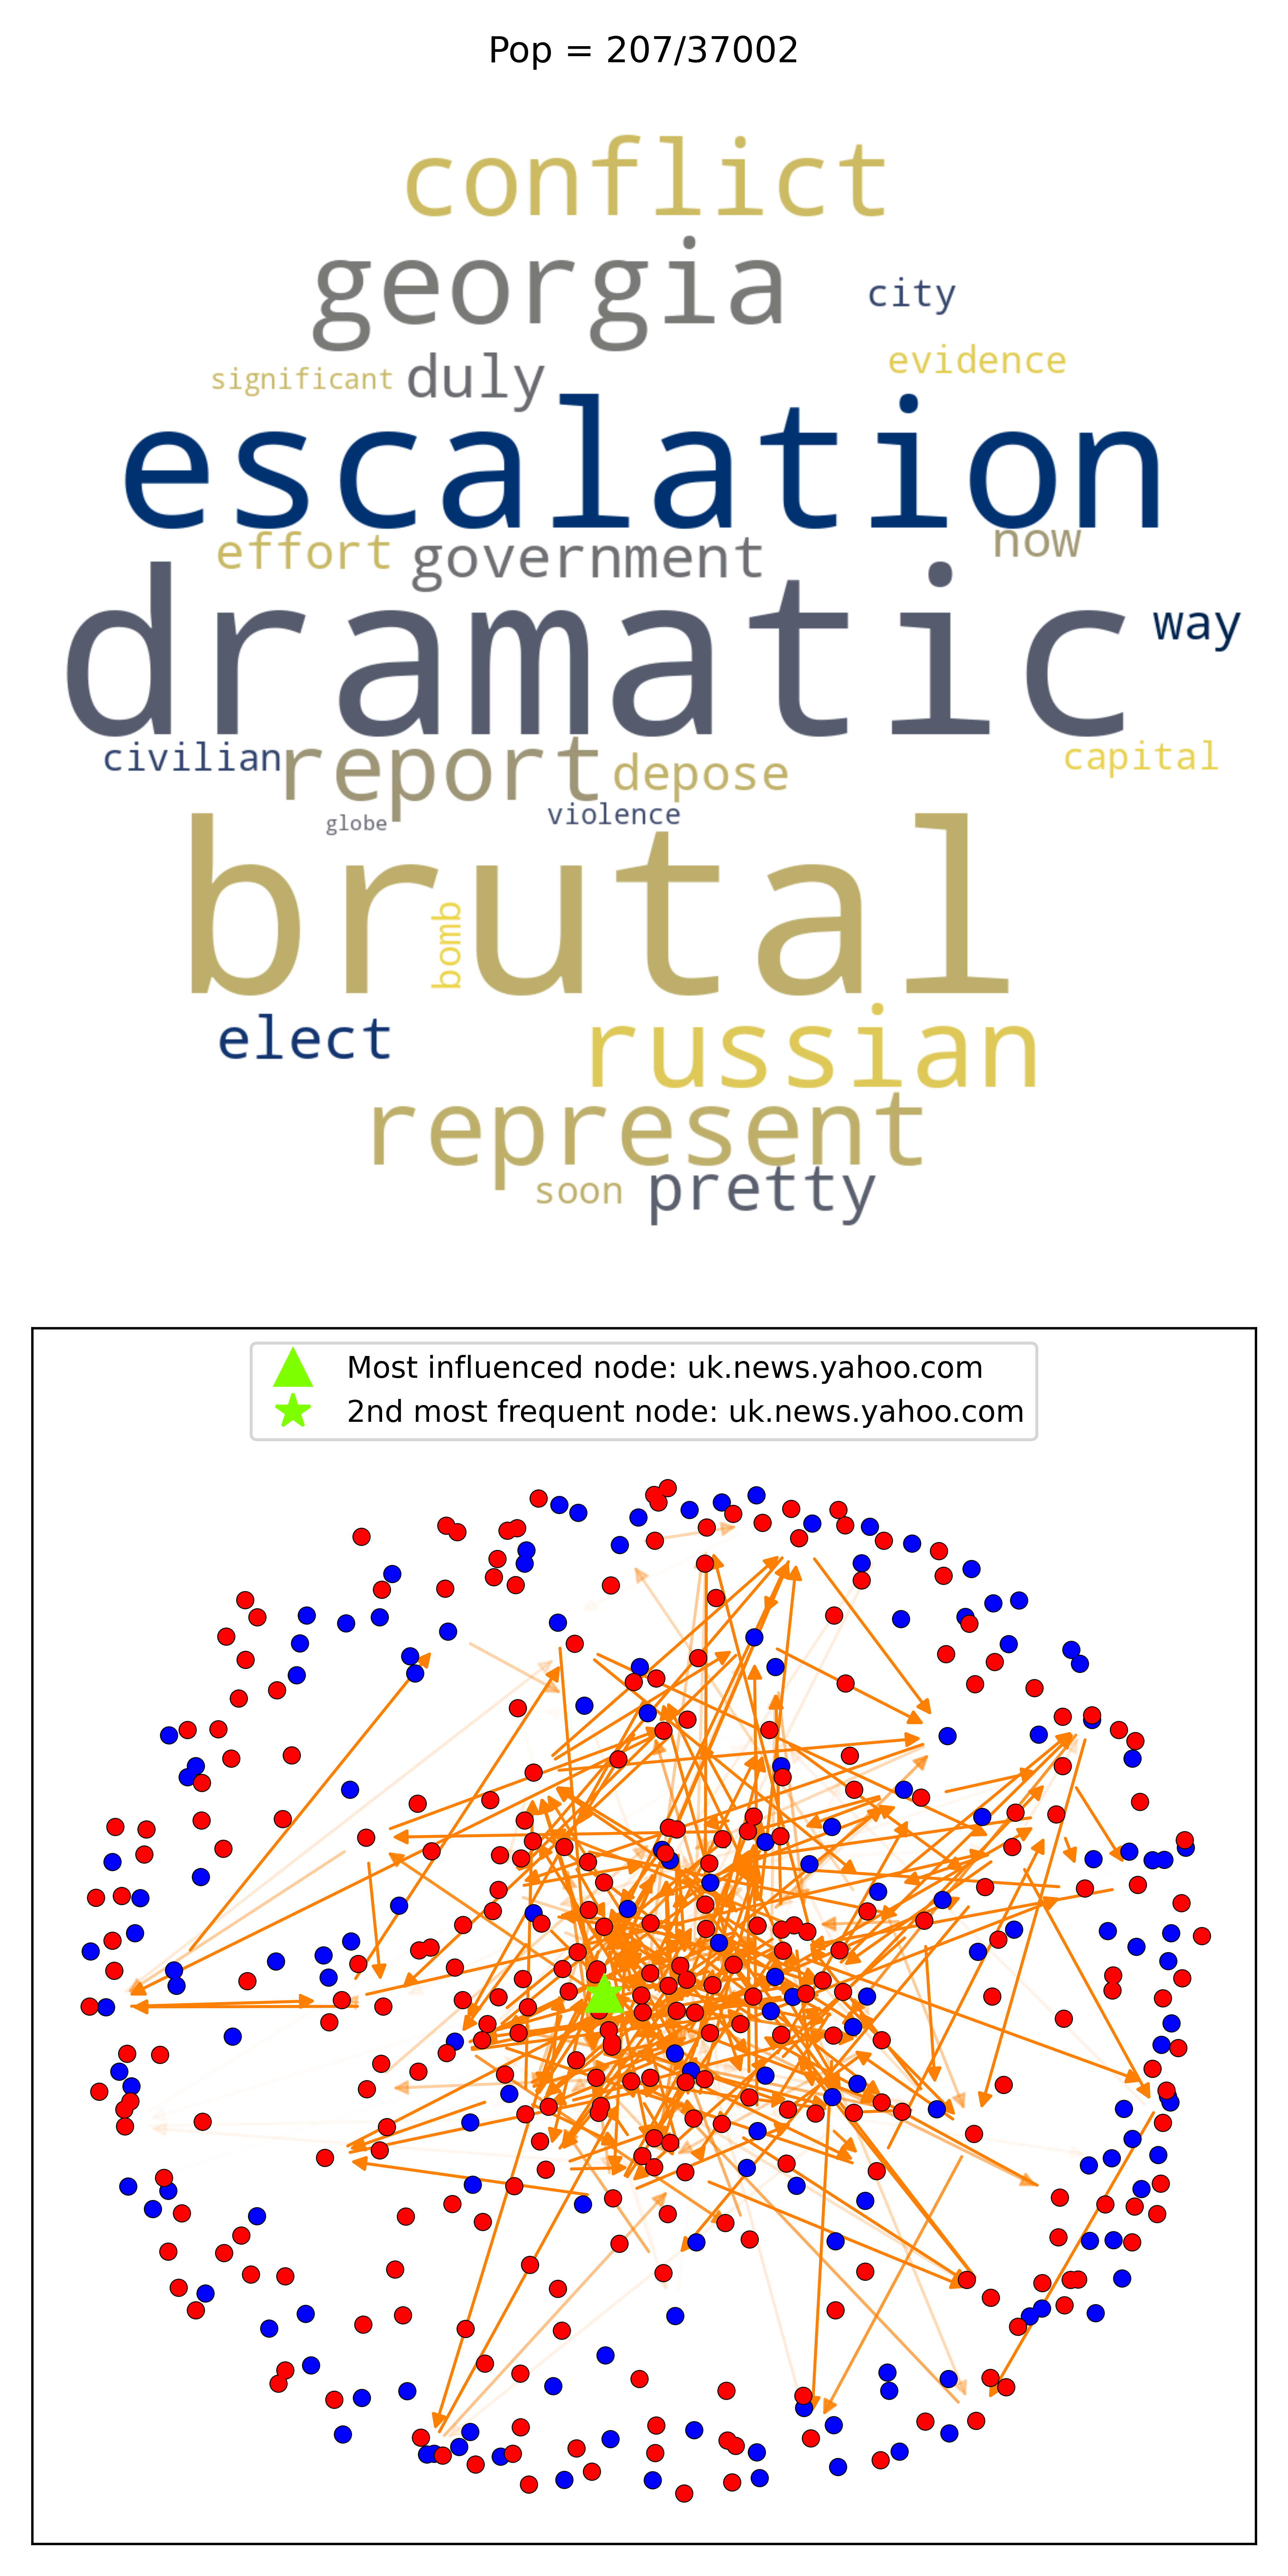 Pop = 207/37002
conflict
georgia
city
evidence
significant duly
escalation
effort government now
dramatic
way
civilian report depose capital
globe violence
brutal
bomb
elect russian
represent
soon pretty
Most influenced node: uk.news.yahoo.com
2nd most frequent node: uk.news.yahoo.com